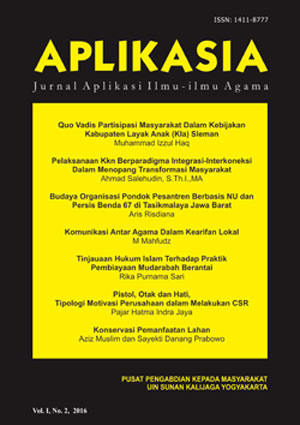 ISSN: 1411-8777
APLIKASIA
Jurnal Aplikasi Ilmu-ilmu Agama
Quo Vadis Partisipasi Masyarakat Dalam Kebijakan
Kabupaten Layak Anak (Kla) Sleman
Muhammad Izzul Haq
Pelaksanaan Kkn Berparadigma Integrasi-Interkoneksi
Dalam Menopang Transformasi Masyarakat
Ahmad Salehudin, S.Th.I.,MA
Budaya Organisasi Pondok Pesantren Berbasis NU dan
Persis Benda 67 di Tasikmalaya Jawa Barat
Aris Risdiana
Komunikasi Antar Agama Dalam Kearifan Lokal
M Mahfudz
Tinjauaan Hukum Islam Terhadap Praktik
Pembiayaan Mudarabah Berantai
Rika Purnama Sari
Pistol, Otak dan Hati,
Tipologi Motivasi Perusahaan dalam Melakukan CSR
Pajar Hatma Indra Jaya
Konservasi Pemanfaatan Lahan
Aziz Muslim dan Sayekti Danang Prabowo
PUSAT PENGABDIAN KEPADA MASYARAKAT
UIN SUNAN KALIJAGA YOGYAKARTA
Vol. I, No. 2, 2016